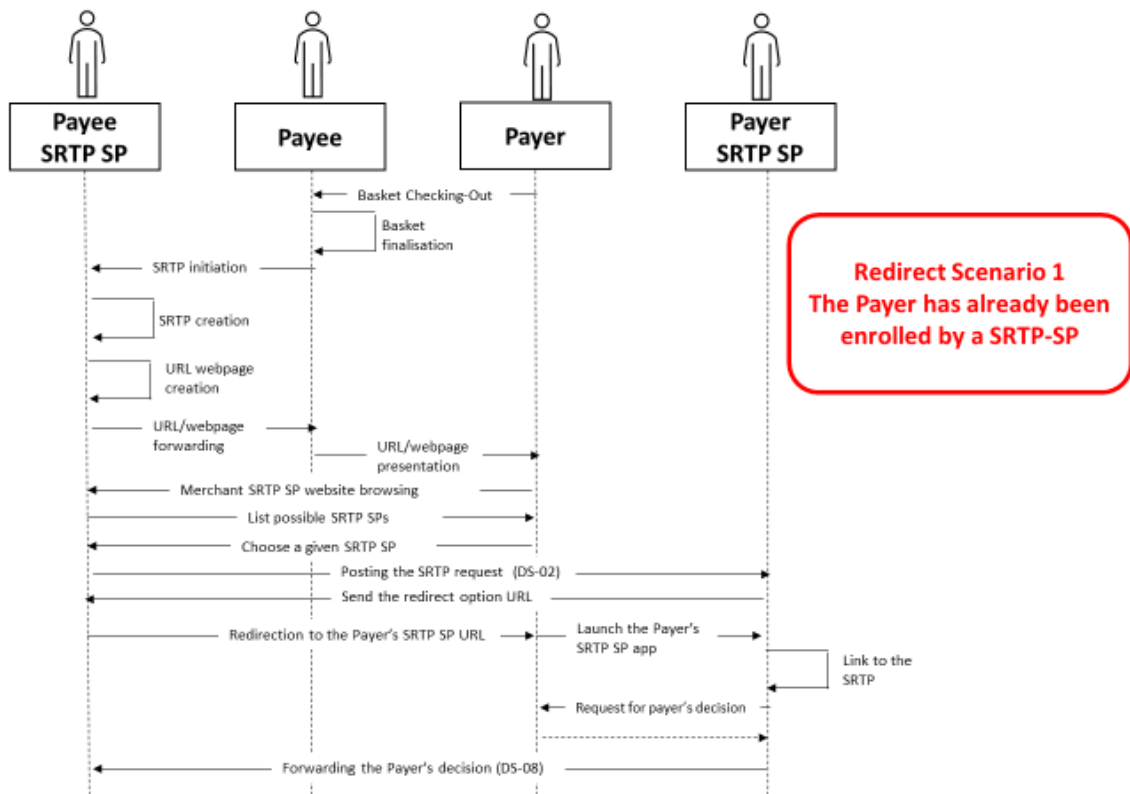 Payee
SRTP SP
Payee
Payer
Payer
SRTP SP
Basket Checking-Out
Basket
finalisation
SRTP initiation
Redirect Scenario 1
The Payer has already been
enrolled by a SRTP-SP
SRTP creation
URL webpage
creation
URL/webpage
forwarding
URL/webpage
presentation
Merchant SRTP SP website browsing
List possible SRTP SPs
Choose a given SRTP SP
Posting the SRTP request (DS-02)
Send the redirect option URL
Redirection to the Payer's SRTP SP URL
Launch the Payer's
SRTP SP app
Link to the
SRTP
Request for payer's decision
Forwarding the Payer's decision (DS-08)